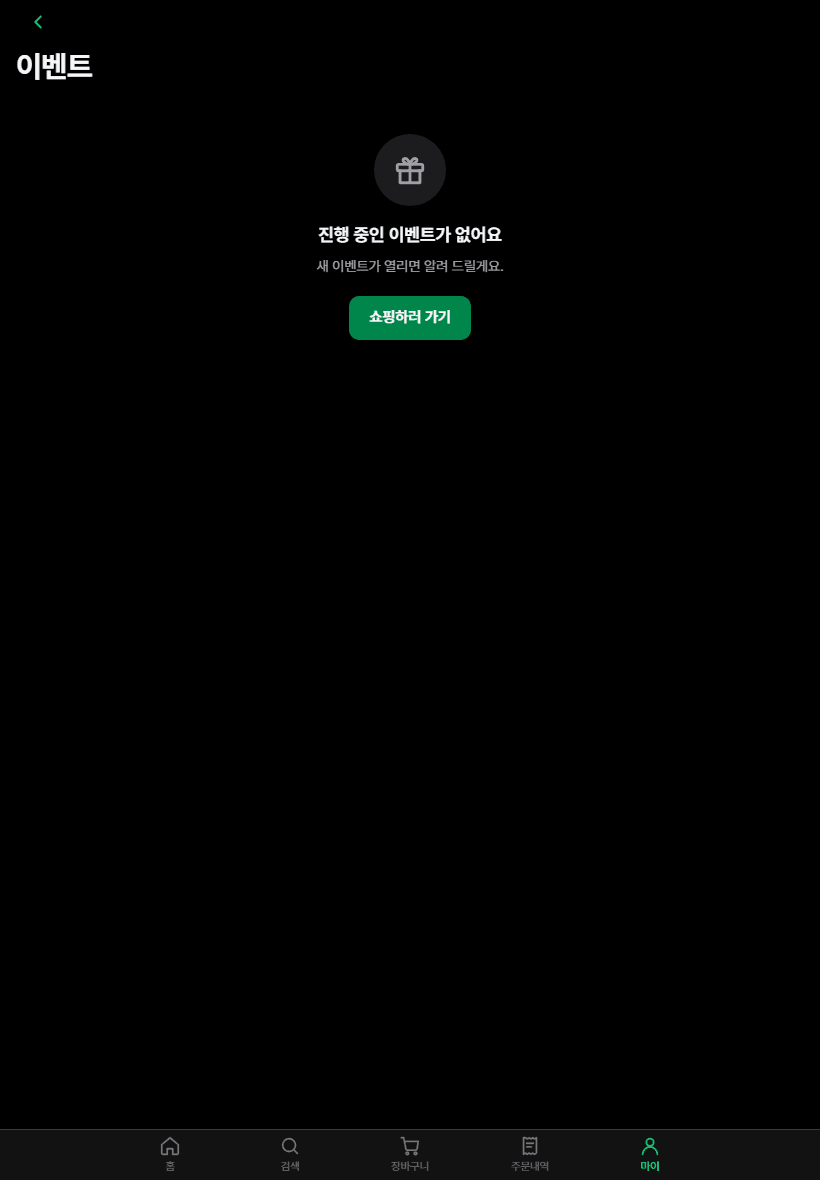 이벤트
진행 중인 이벤트가 없어요
새 이벤트가 열리면 알려 드릴게요.
쇼핑하러 가기
홈
검색
장바구니
주문내역
마이